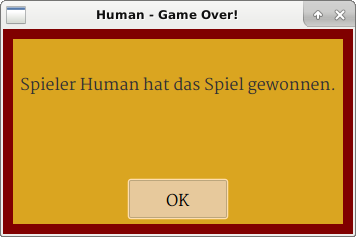 Human - Game Over!
Spieler Human hat das Spiel gewonnen.
OK